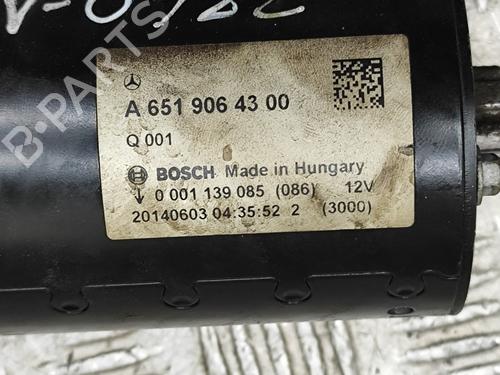 A 651 906 43 00
Q 001
BOSCH Made in Hungary
0 001 139 085 (086) 12V
20140603 04:35:52 2 (3000)
B-PARTS